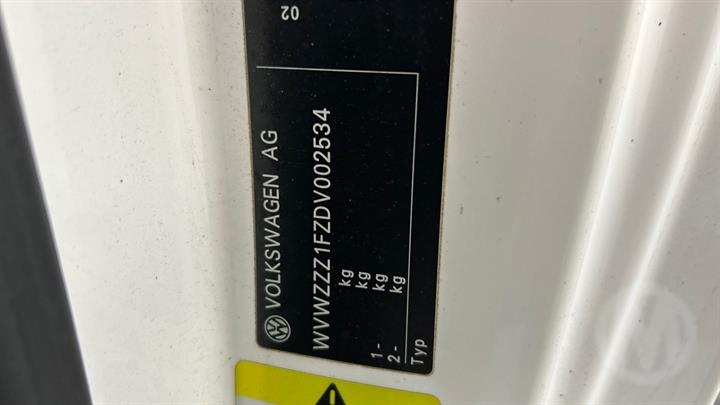 VOLKSWAGEN AG
WVWZZZ1FZDV002534
kg
kg
1- kg
2- kg
Typ
02